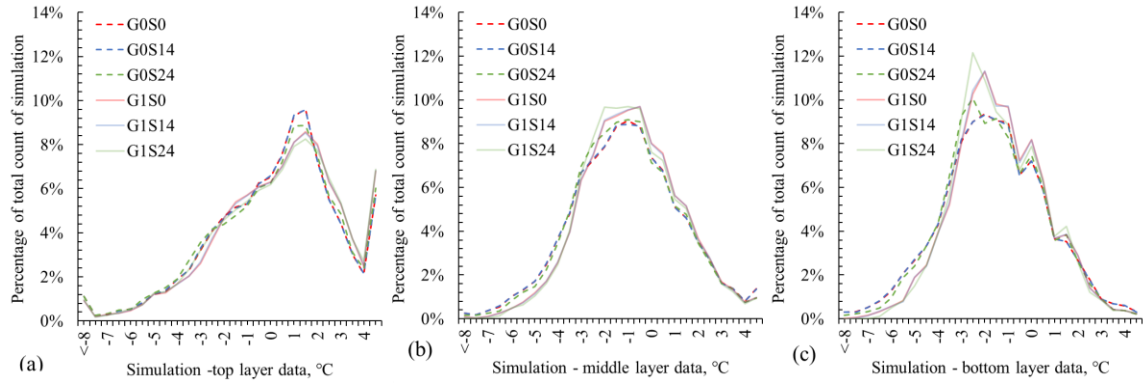 Percentage of total count of simulation
14%
12%
10%
8%
6%
4%
2%
0%
G0S0
G0S14
G0S24
G1S0
G1S14
G1S24
<-8
-7
-6
-5
-4
-3
-2
-1
0
1
2
3
4
(a)
Simulation -top layer data, °C
Percentage of total count of simulation
14%
12%
10%
8%
6%
4%
2%
0%
G0S0
G0S14
G0S24
G1S0
G1S14
G1S24
<-8
-7
-6
-5
-4
-3
-2
-1
0
1
2
3
4
(b)
Simulation - middle layer data, °C
Percentage of total count of simulation
14%
12%
10%
8%
6%
4%
2%
0%
G0S0
G0S14
G0S24
G1S0
G1S14
G1S24
<-8
-7
-6
-5
-4
-3
-2
-1
0
1
2
3
4
(c)
Simulation - bottom layer data, °C